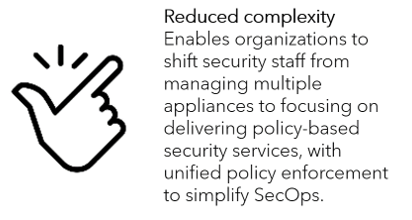 Reduced complexity
Enables organizations to
shift security staff from
managing multiple
appliances to focusing on
delivering policy-based
security services, with
unified policy enforcement
to simplify SecOps.